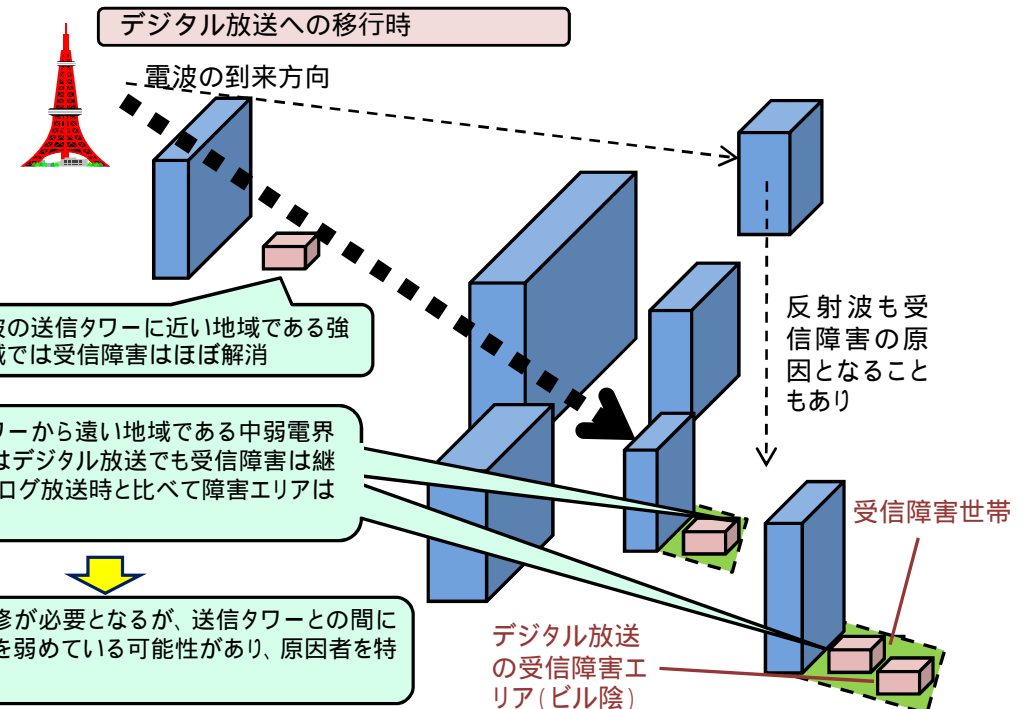 デジタル放送への移行時
電波の到来方向
反射波も受
信障害の原
因となること
もあり
波の送信タワーに近い地域である強
域では受信障害はほぼ解消
ワーから遠い地域である中弱電界
はデジタル放送でも受信障害は継
ログ放送時と比べて障害エリアは
修が必要となるが、送信タワーとの間に
を弱めている可能性があり、原因者を特
受信障害世帯
デジタル放送
の受信障害エ
リア(ビル陰)